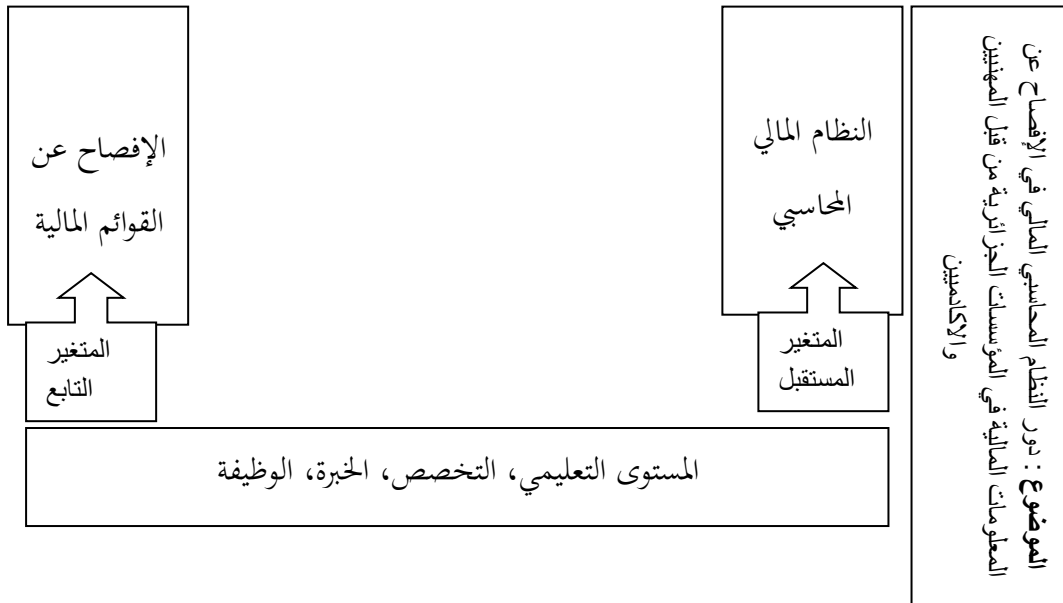 الموضوع : دور النظام المحاسبي المالي في الإفصاح عن
المعلومات المالية في المؤسسات الجزائرية من قبل المهنيين
والاكادميين
النظام المالي
المحاسبي
المتغير
المستقبل
الإفصاح عن
القوائم المالية
المتغير
التابع
المستوى التعليمي، التخصص، الخبرة، الوظيفة